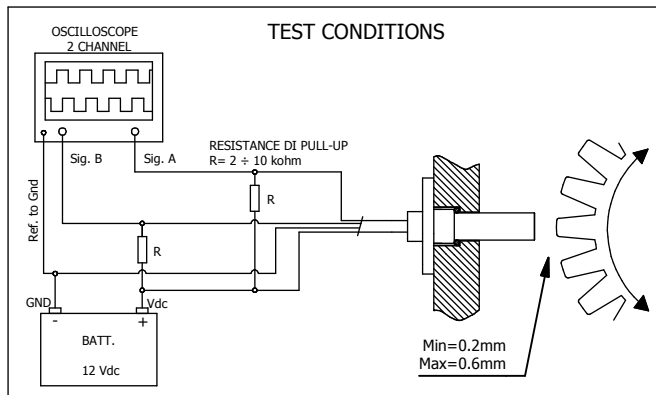 TEST CONDITIONS
OSCILLOSCOPE
2 CHANNEL
Sig. B
Sig. A
RESISTANCE DI PULL-UP
R= 2 ÷ 10 kohm
Ref. to Gnd
R
R
GND
Vdc
-
+
BATT.
12 Vdc
Min=0.2mm
Max=0.6mm